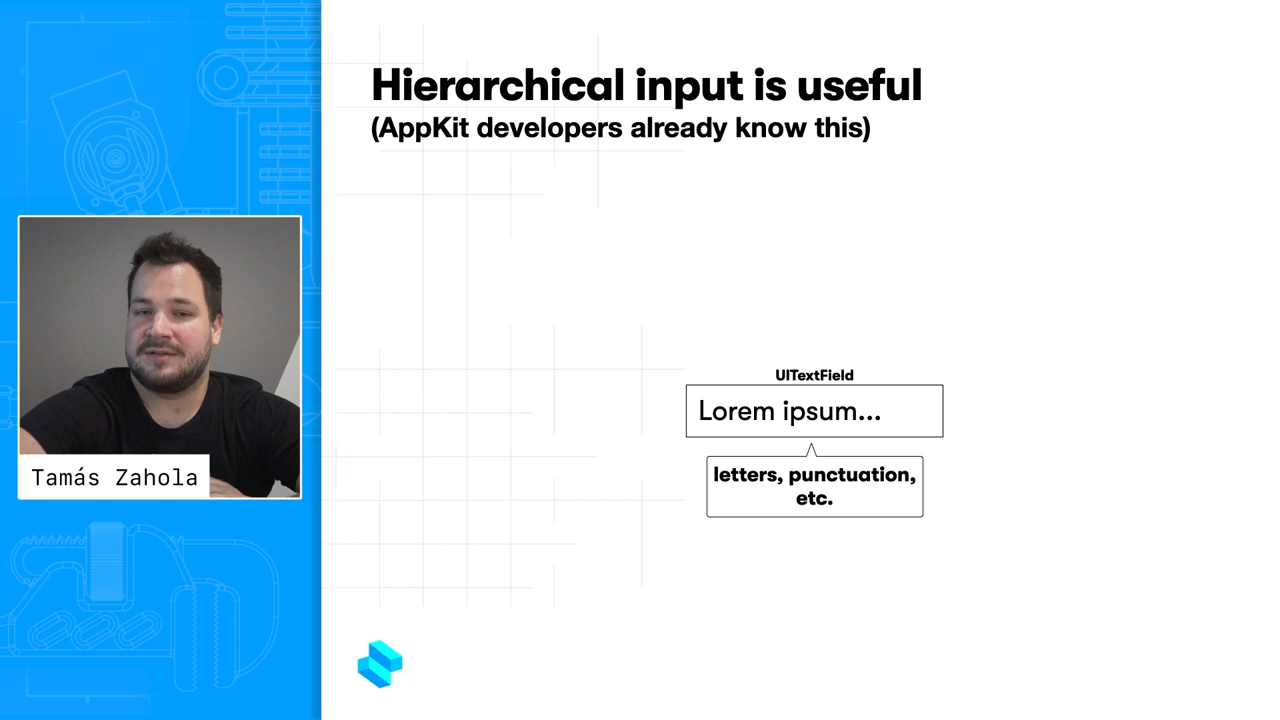 Hierarchical input is useful
(AppKit developers already know this)
UITextField
Lorem ipsum...
letters, punctuation,
etc.
Tamás Zahola